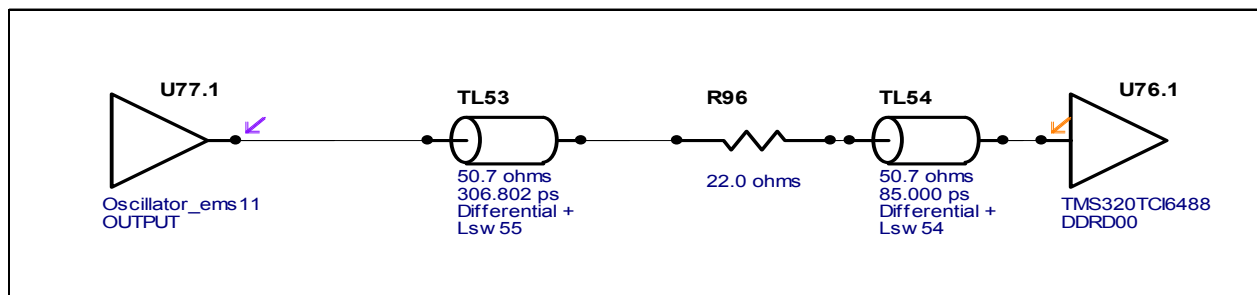 U77.1
Oscillator_ems11
OUTPUT
TL53
50.7 ohms
306.802 ps
Differential +
Lsw 55
R96
22.0 ohms
TL54
50.7 ohms
85.000 ps
Differential +
Lsw 54
U76.1
TMS320TCI6488
DDRD00